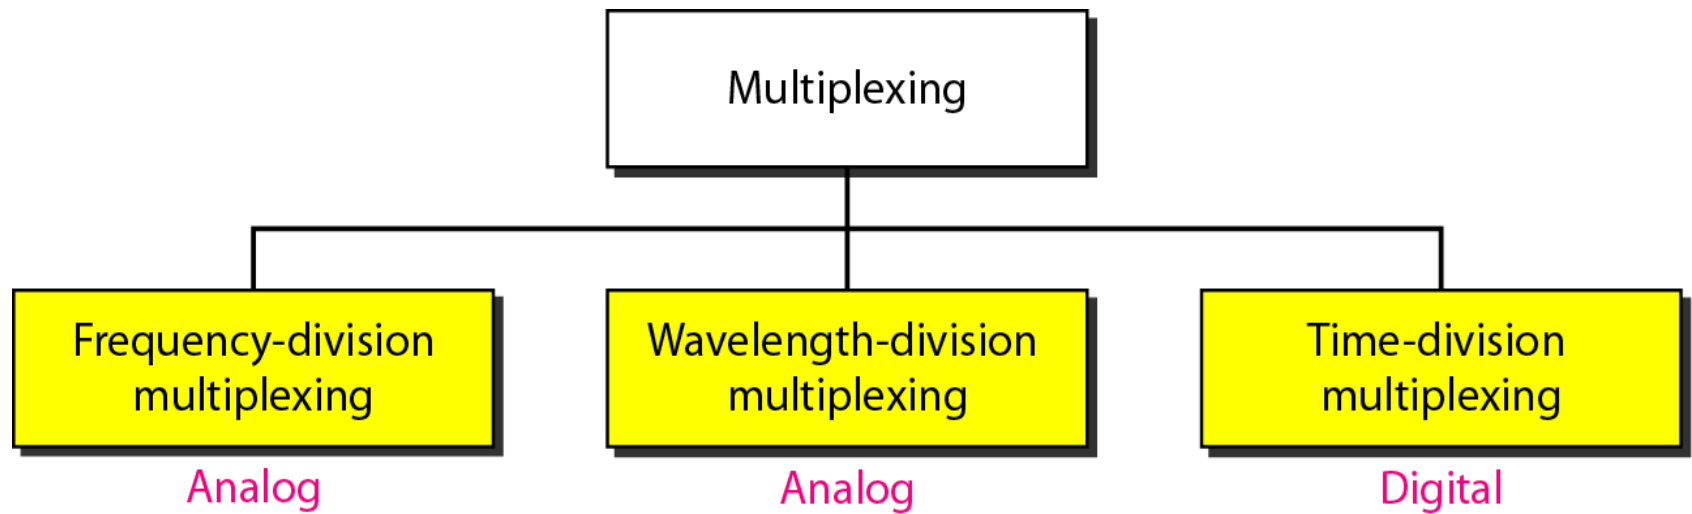 Multiplexing
Frequency-division
multiplexing
Wavelength-division
multiplexing
Time-division
multiplexing
Analog
Analog
Digital